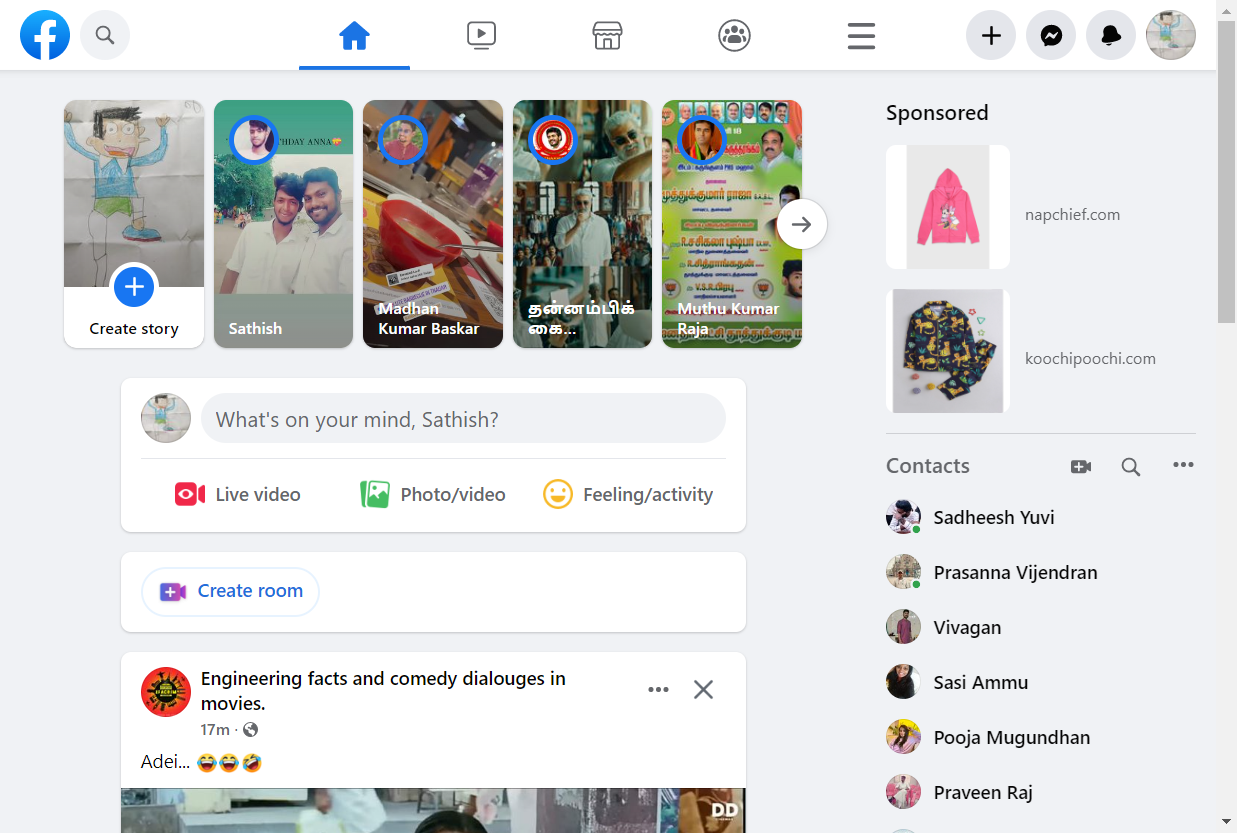 THDAY ANNA
Create story
Sathish
Madhan
Kumar Baskar
தன்னம்பிக்
கை...
Muthu Kumar
Raja
Sponsored
napchief.com
koochipoochi.com
What's on your mind, Sathish?
Live video
Photo/video
Feeling/activity
Create room
Contacts
Sadheesh Yuvi
Prasanna Vijendran
Vivagan
Sasi Ammu
Pooja Mugundhan
Praveen Raj
Engineering facts and comedy dialouges in
movies.
17m ·
Adei... 😂😂🤣
DD